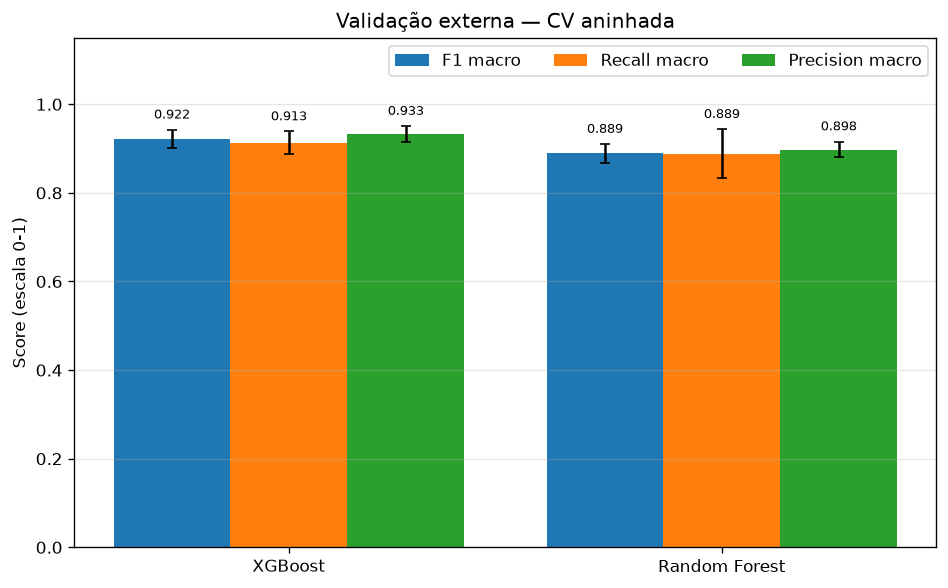 Validação externa — CV aninhada
F1 macro
Recall macro
Precision macro
Score (escala 0-1)
1.0
0.8
0.6
0.4
0.2
0.0
0.922
0.913
0.933
0.889
0.889
0.898
XGBoost
Random Forest